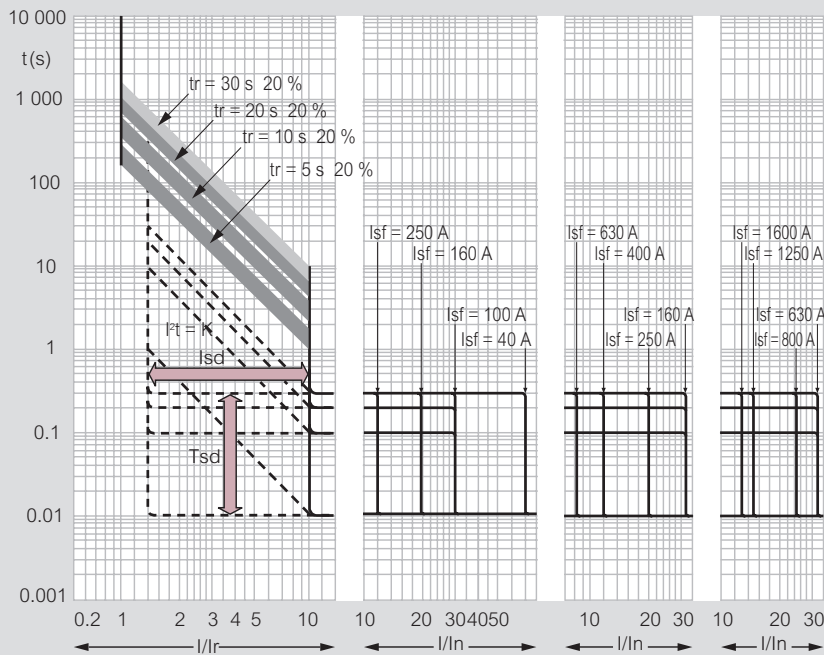 10 000
t(s)
1 000
100
10
1
0.1
0.01
0.001
tr = 30 s 20 %
tr = 20 s 20 %
tr = 10 s 20 %
tr = 5 s 20 %
I²t = K
Isd
Tsd
Isf = 250 A
Isf = 160 A
Isf = 100 A
Isf = 40 A
Isf = 630 A
Isf = 400 A
Isf = 160 A
Isf = 250 A
Isf = 1600 A
Isf = 1250 A
Isf = 630 A
Isf = 800 A
0.2 1 2 3 4 5 10
10 20 30 40 50
10 20 30
10 20 30
I/Ir
I/In
I/In
I/In